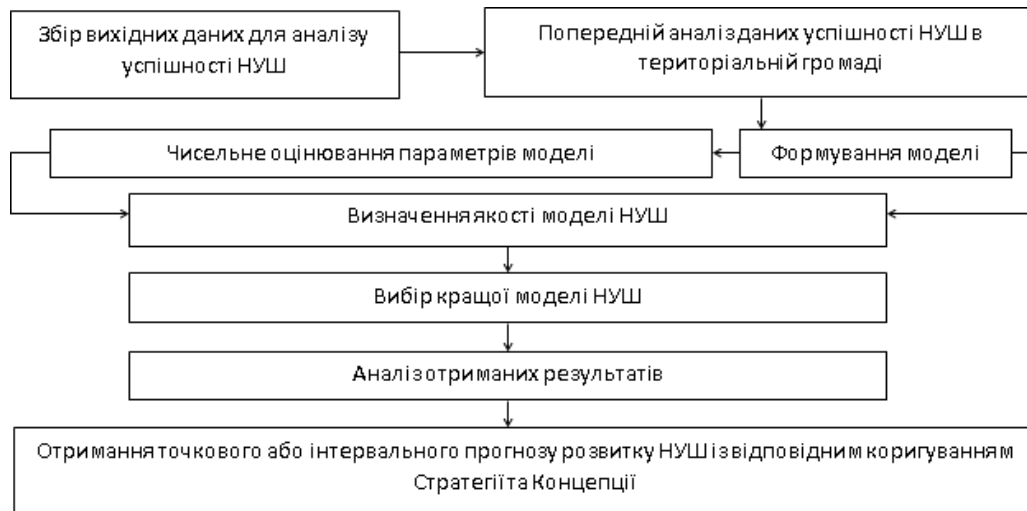 Збір вихідних даних для аналізу
успішності НУШ
Попередній аналіз даних успішності НУШ в
територіальній громаді
Чисельне оцінювання параметрів моделі
Формування моделі
Визначення якості моделі НУШ
Вибір кращої моделі НУШ
Аналіз отриманих результатів
Отримання точкового або інтервального прогнозу розвитку НУШ із відповідним коригуванням
Стратегії та Концепції